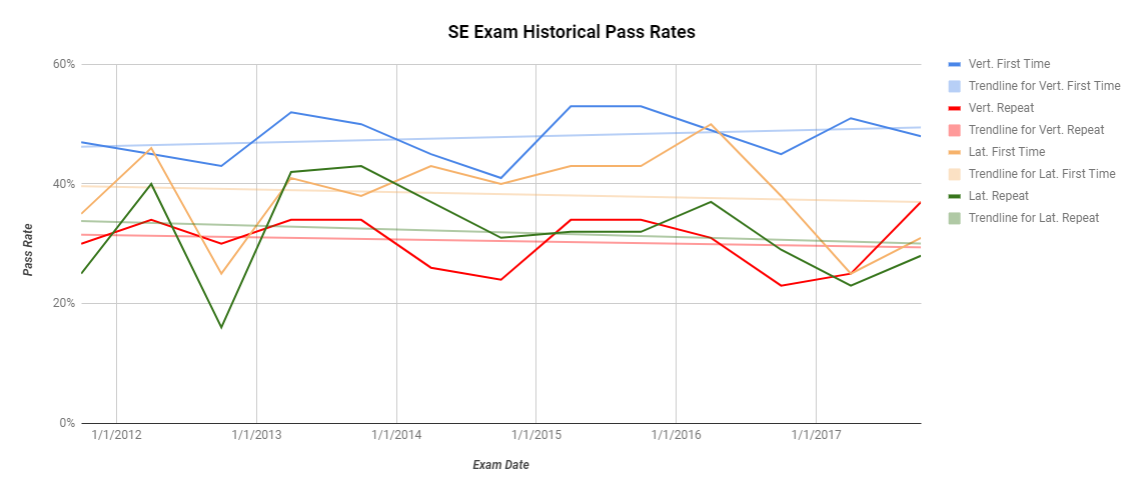 SE Exam Historical Pass Rates
60%
40%
20%
0%
Pass Rate
1/1/2012
1/1/2013
1/1/2014
1/1/2015
1/1/2016
1/1/2017
Exam Date
Vert. First Time
Trendline for Vert. First Time
Vert. Repeat
Trendline for Vert. Repeat
Lat. First Time
Trendline for Lat. First Time
Lat. Repeat
Trendline for Lat. Repeat